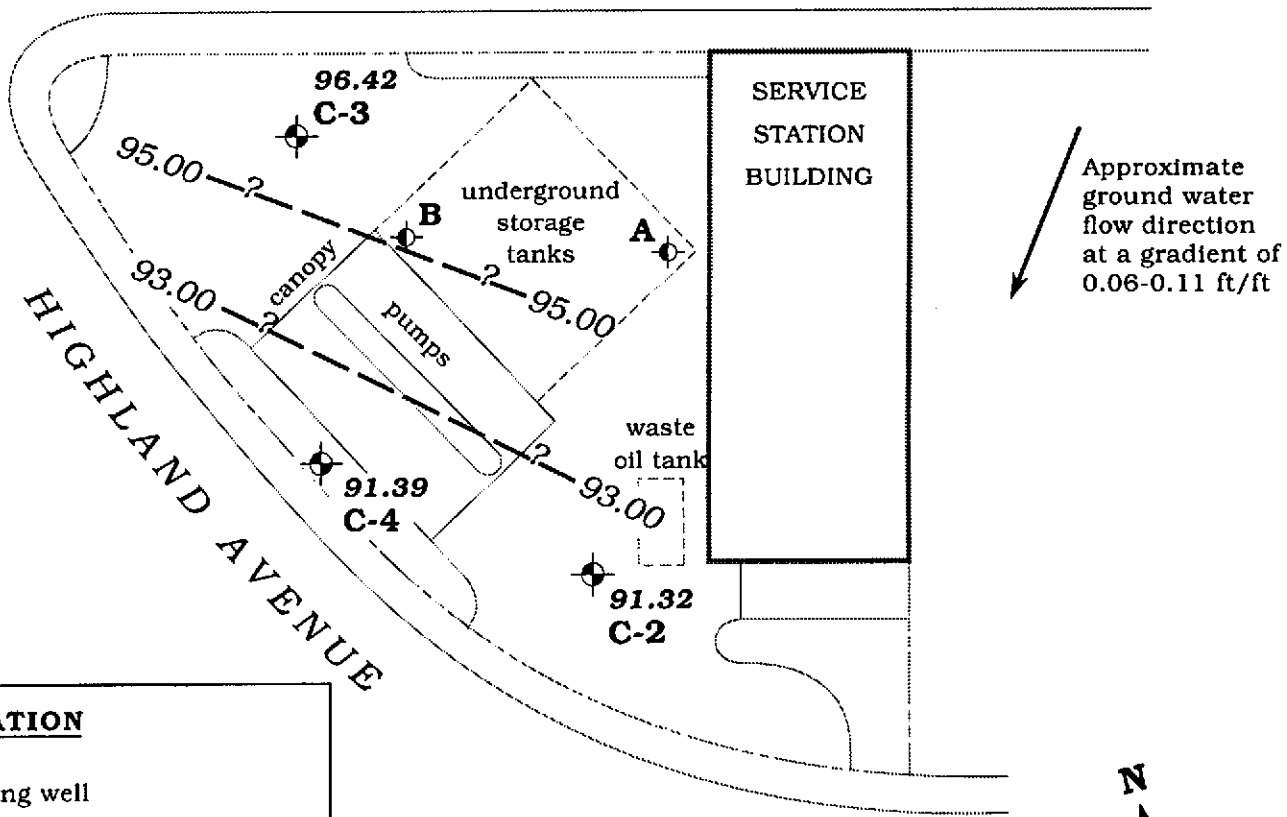 96.42
C-3
SERVICE
STATION
BUILDING
Approximate
ground water
flow direction
at a gradient of
0.06-0.11 ft/ft
95.00
?
underground
storage
tanks
B
A
canopy
?
95.00
93.00
?
pumps
HIGHLAND AVENUE
waste
oil tank
?
93.00
91.39
C-4
91.32
C-2
ATION
ng well
N